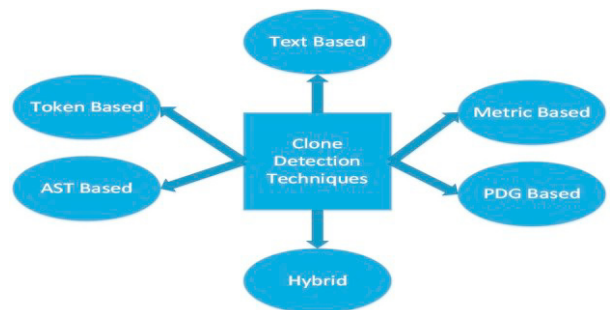 Text Based
Token Based
Metric Based
Clone
Detection
Techniques
AST Based
PDG Based
Hybrid